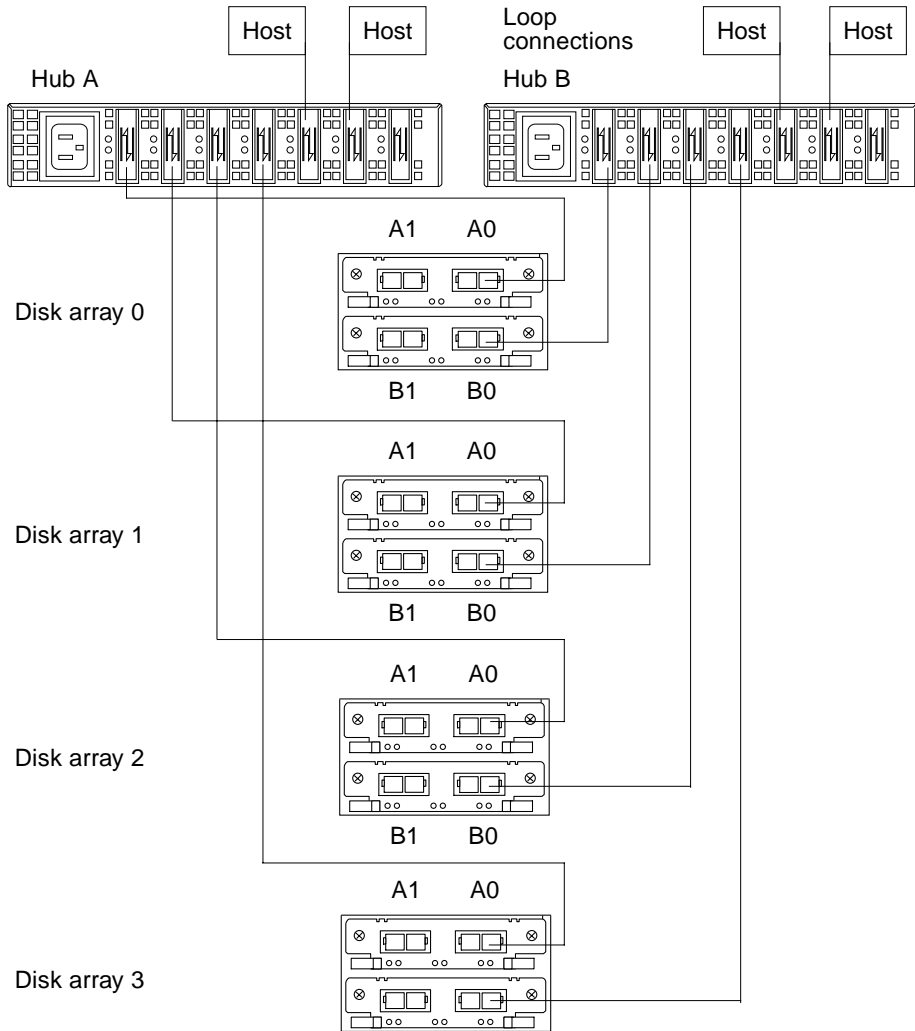 Host
Host
Loop
connections
Host
Host
Hub A
Hub B
A1 A0
Disk array 0
B1 B0
A1 A0
Disk array 1
B1 B0
A1 A0
Disk array 2
B1 B0
A1 A0
Disk array 3